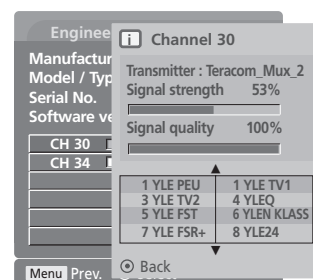 Engineer
Manufactur
Model / Typ
Serial No.
Software ve
CH 30
CH 34
i Channel 30
Transmitter : Teracom_Mux_2
Signal strength 53%
Signal quality 100%
1 YLE PEU 1 YLE TV1
3 YLE TV2 4 YLEQ
5 YLE FST 6 YLEN KLASS
7 YLE FSR+ 8 YLE24
Back
Menu Prev.